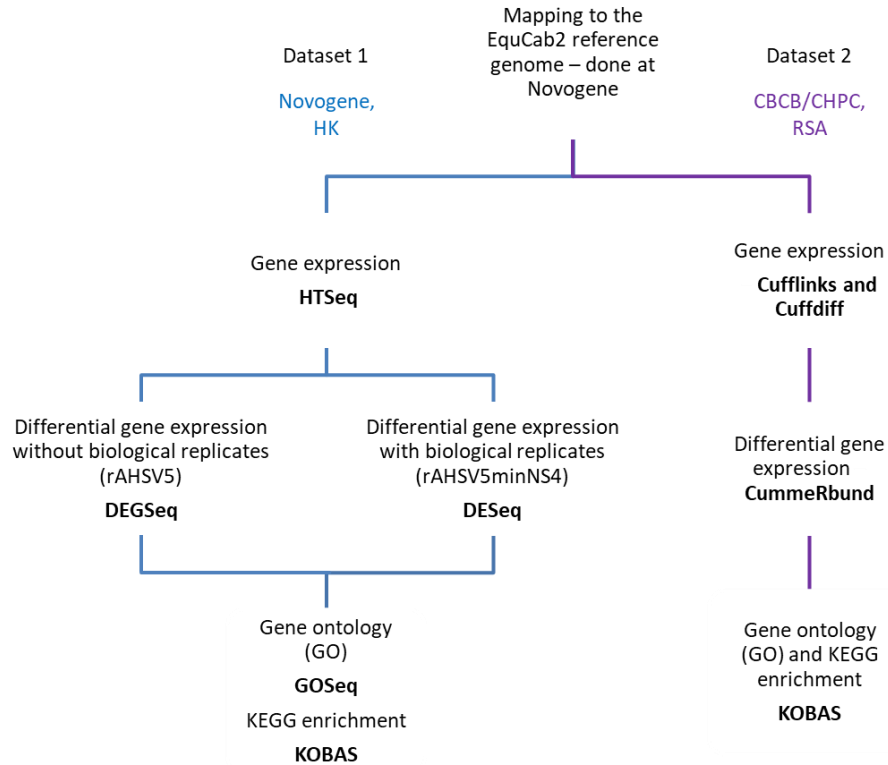 Mapping to the
EquCab2 reference
genome – done at
Novogene
Dataset 1
Novogene,
HK
Dataset 2
CBCB/CHPC,
RSA
Gene expression
HTSeq
Gene expression
Cufflinks and
Cuffdiff
Differential gene expression
without biological replicates
(rAHSV5)
DEGSeq
Differential gene expression
with biological replicates
(rAHSV5minNS4)
DESeq
Differential gene
expression
CummeRbund
Gene ontology
(GO)
GOSeq
KEGG enrichment
KOBAS
Gene ontology
(GO) and KEGG
enrichment
KOBAS